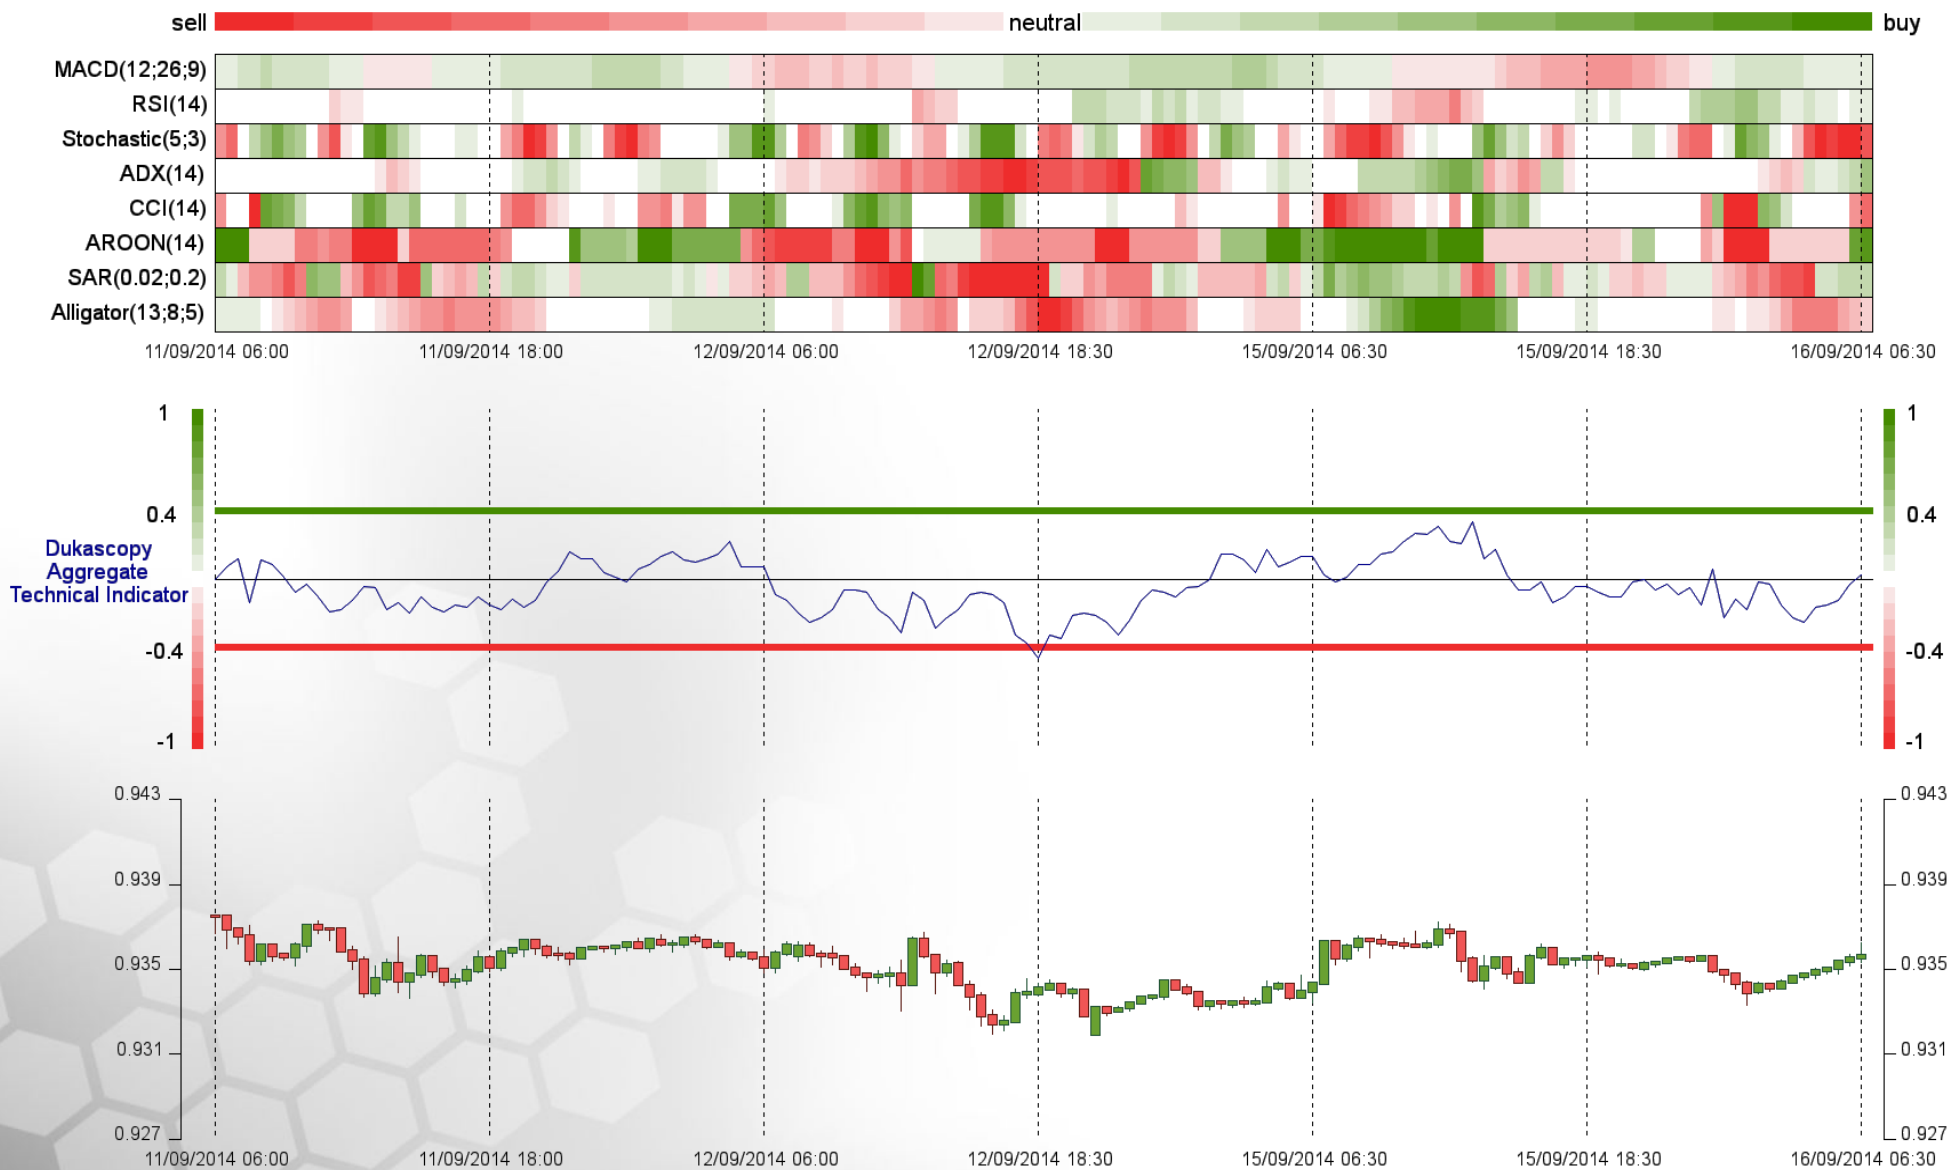 sell neutral buy
MACD(12;26;9)
RSI(14)
Stochastic(5;3)
ADX(14)
CCI(14)
AROON(14)
SAR(0.02;0.2)
Alligator(13;8;5)
11/09/2014 06:00 11/09/2014 18:00 12/09/2014 06:00 12/09/2014 18:30 15/09/2014 06:30 15/09/2014 18:30 16/09/2014 06:30
1 1
0.4 0.4
Dukascopy
Aggregate
Technical Indicator
-0.4 -0.4
-1 -1
0.943 0.943
0.939 0.939
0.935 0.935
0.931 0.931
0.927 0.927
11/09/2014 06:00 11/09/2014 18:00 12/09/2014 06:00 12/09/2014 18:30 15/09/2014 06:30 15/09/2014 18:30 16/09/2014 06:30